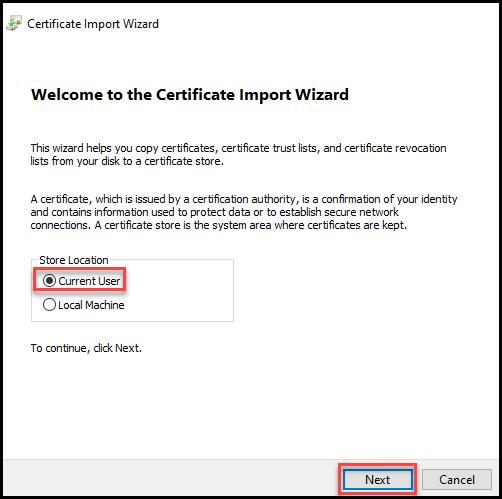 Certificate Import Wizard
Welcome to the Certificate Import Wizard
This wizard helps you copy certificates, certificate trust lists, and certificate revocation
lists from your disk to a certificate store.
A certificate, which is issued by a certification authority, is a confirmation of your identity
and contains information used to protect data or to establish secure network
connections. A certificate store is the system area where certificates are kept.
Store Location
Current User
Local Machine
To continue, click Next.
Next
Cancel